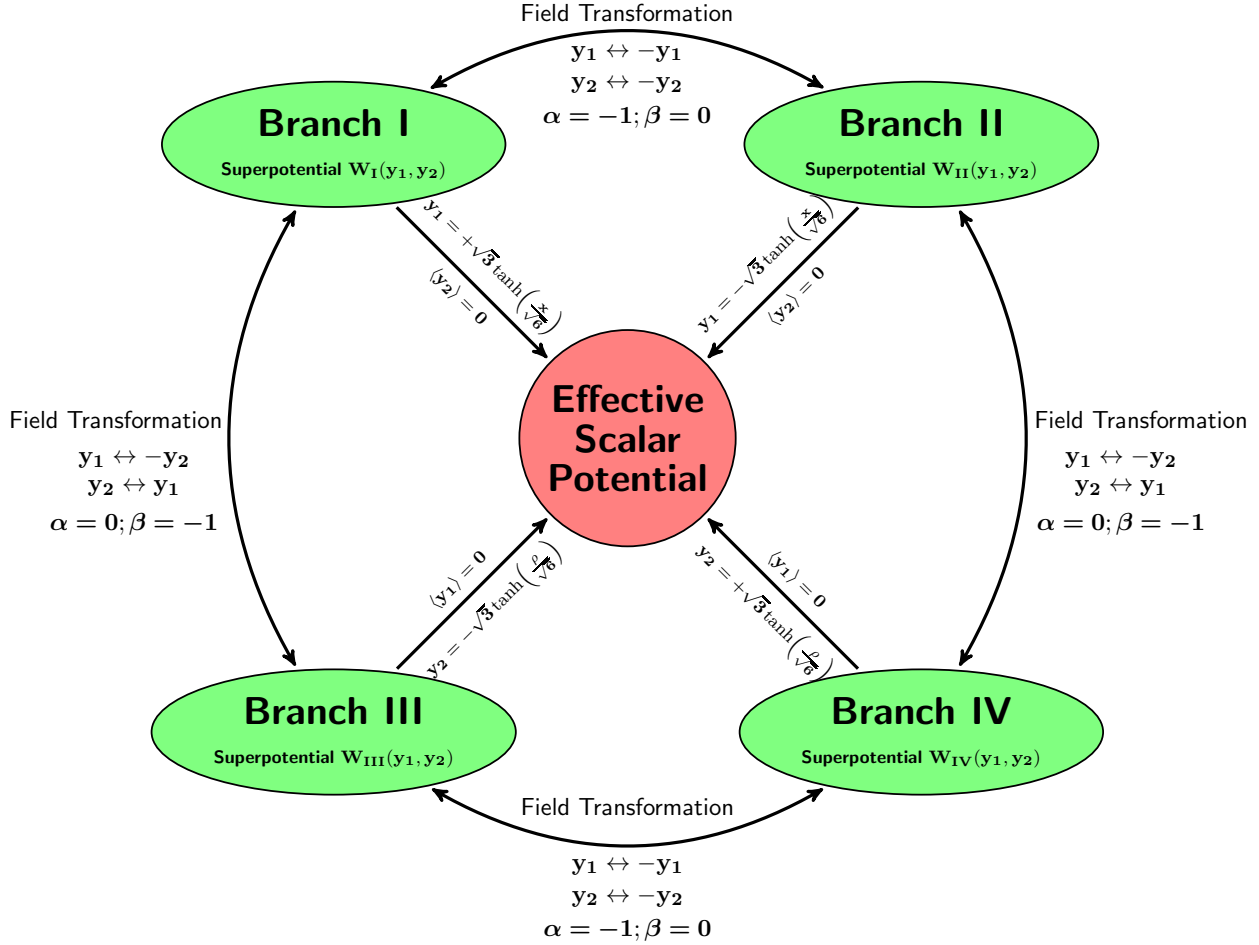 Field Transformation
y₁ ↔ −y₁
y₂ ↔ −y₂
α = −1; β = 0
Branch I
Superpotential W_I(y₁, y₂)
Branch II
Superpotential W_II(y₁, y₂)
y₁ = +√3 tanh(x/√6)
⟨y₂⟩ = 0
y₁ = −√3 tanh(x/√6)
⟨y₂⟩ = 0
Field Transformation
y₁ ↔ −y₂
y₂ ↔ y₁
α = 0; β = −1
Effective
Scalar
Potential
Field Transformation
y₁ ↔ −y₂
y₂ ↔ y₁
α = 0; β = −1
⟨y₁⟩ = 0
y₂ = −√3 tanh(ρ/√6)
⟨y₁⟩ = 0
y₂ = +√3 tanh(ρ/√6)
Branch III
Superpotential W_III(y₁, y₂)
Branch IV
Superpotential W_IV(y₁, y₂)
Field Transformation
y₁ ↔ −y₁
y₂ ↔ −y₂
α = −1; β = 0